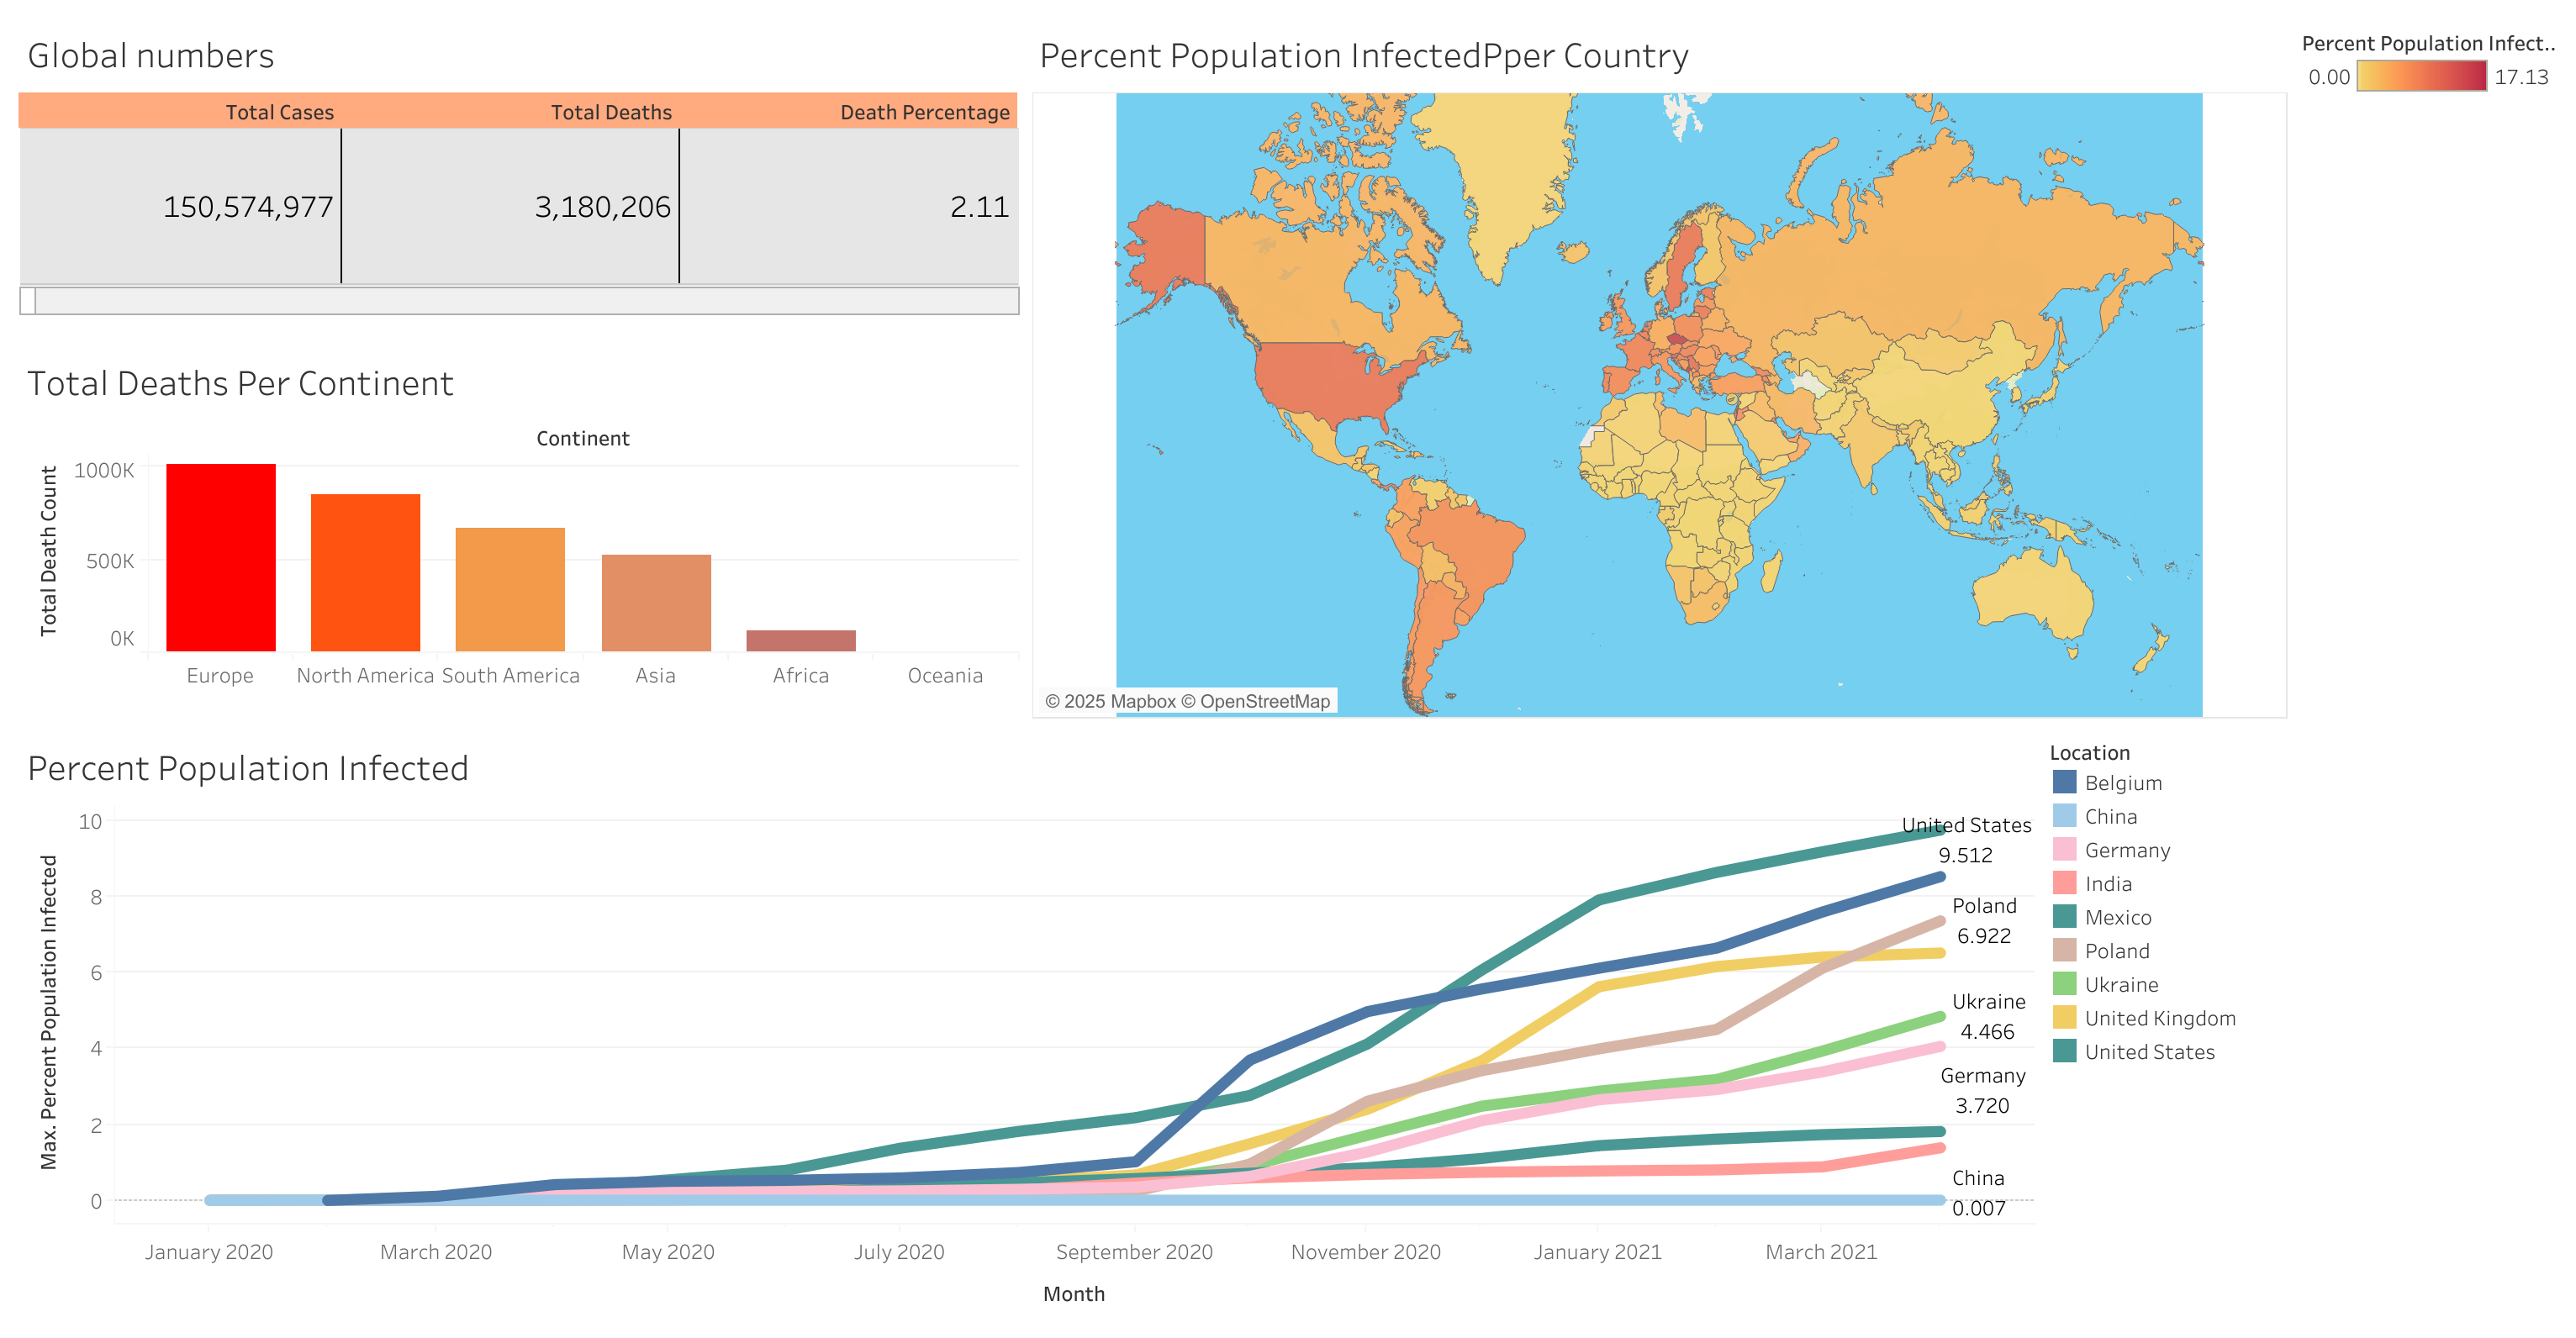 Global numbers
Total Cases Total Deaths Death Percentage
150,574,977 3,180,206 2.11
Total Deaths Per Continent
Continent
Total Death Count
1000K
500K
0K
Europe North America South America Asia Africa Oceania
Percent Population InfectedPper Country
© 2025 Mapbox © OpenStreetMap
Percent Population Infect..
0.00 17.13
Percent Population Infected
Max. Percent Population Infected
10
8
6
4
2
0
United States
9.512
Poland
6.922
Ukraine
4.466
Germany
3.720
China
0.007
January 2020 March 2020 May 2020 July 2020 September 2020 November 2020 January 2021 March 2021
Month
Location
Belgium
China
Germany
India
Mexico
Poland
Ukraine
United Kingdom
United States